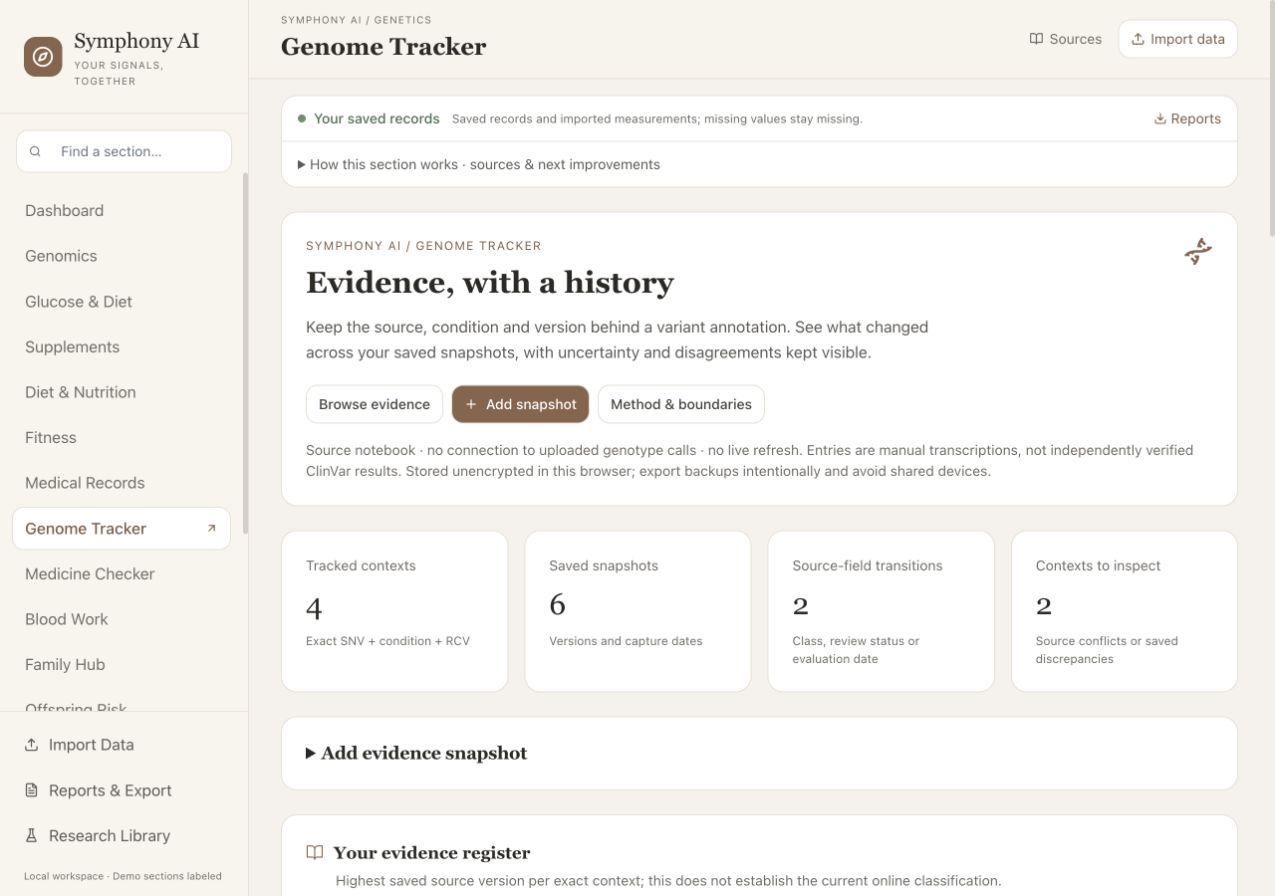 Symphony AI
YOUR SIGNALS,
TOGETHER
Find a section...
Dashboard
Genomics
Glucose & Diet
Supplements
Diet & Nutrition
Fitness
Medical Records
Genome Tracker
Medicine Checker
Blood Work
Family Hub
Offspring Risk
Import Data
Reports & Export
Research Library
Local workspace · Demo sections labeled
SYMPHONY AI / GENETICS
Genome Tracker
Sources
Import data
Your saved records
Saved records and imported measurements; missing values stay missing.
Reports
How this section works · sources & next improvements
SYMPHONY AI / GENOME TRACKER
Evidence, with a history
Keep the source, condition and version behind a variant annotation. See what changed
across your saved snapshots, with uncertainty and disagreements kept visible.
Browse evidence
+ Add snapshot
Method & boundaries
Source notebook · no connection to uploaded genotype calls · no live refresh. Entries are manual transcriptions, not independently verified
ClinVar results. Stored unencrypted in this browser; export backups intentionally and avoid shared devices.
Tracked contexts
4
Exact SNV + condition + RCV
Saved snapshots
6
Versions and capture dates
Source-field transitions
2
Class, review status or
evaluation date
Contexts to inspect
2
Source conflicts or saved
discrepancies
Add evidence snapshot
Your evidence register
Highest saved source version per exact context; this does not establish the current online classification.